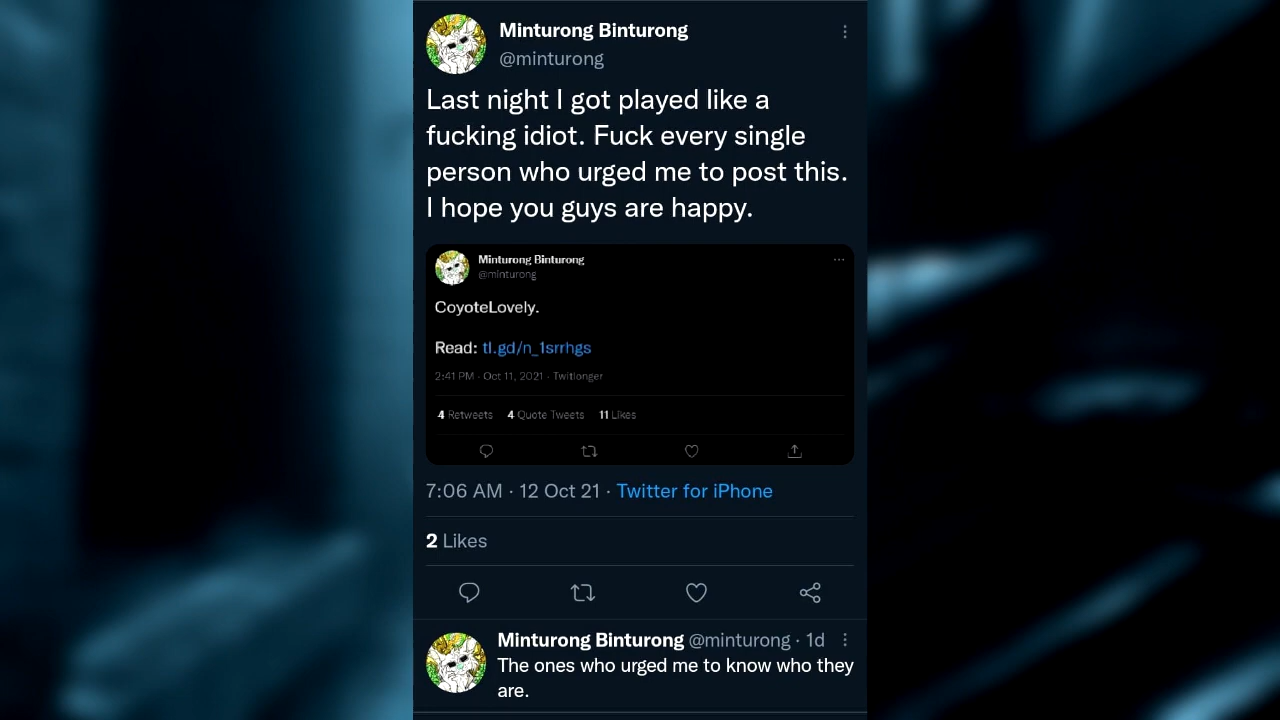 Minturong Binturong
@minturong
Last night I got played like a
fucking idiot. Fuck every single
person who urged me to post this.
I hope you guys are happy.
Minturong Binturong
@minturong
CoyoteLovely.
Read: tl.gd/n_1srrhgs
2:41 PM · Oct 11, 2021 · Twitlonger
4 Retweets 4 Quote Tweets 11 Likes
7:06 AM · 12 Oct 21 · Twitter for iPhone
2 Likes
Minturong Binturong @minturong · 1d
The ones who urged me to know who they
are.